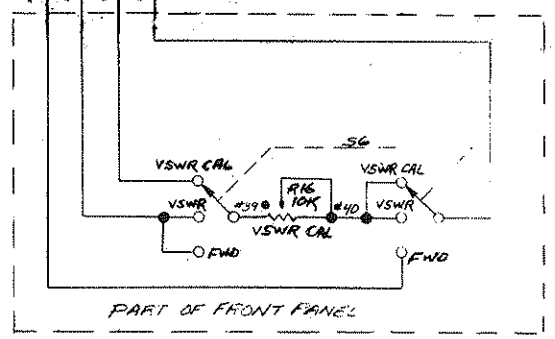 S6
VSWR CAL
VSWR CAL
R16
10K
VSWR
#39
#40
VSWR
VSWR CAL
FWD
FWD
PART OF FRONT PANEL